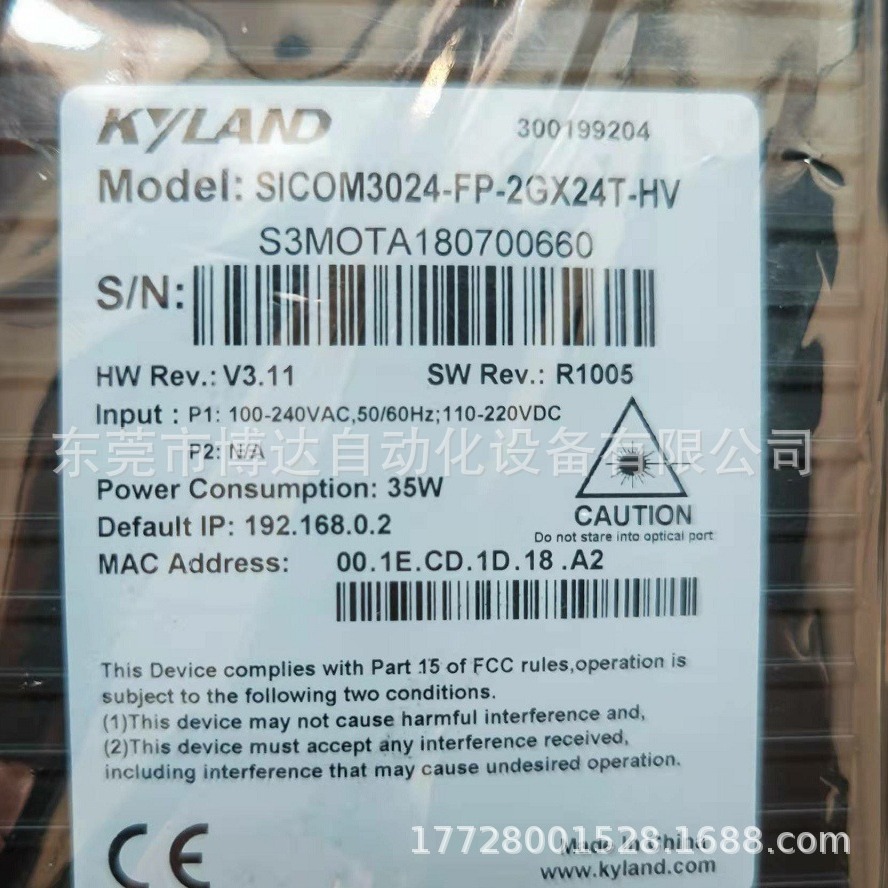 KYLAND 300199204
Model: SICOM3024-FP-2GX24T-HV
S3MOTA180700660
S/N:
HW Rev.: V3.11 SW Rev.: R1005
Input : P1: 100-240VAC,50/60Hz;110-220VDC
东莞市博达自动化设备有限公司
P2: N/A
Power Consumption: 35W
CAUTION
Default IP: 192.168.0.2
Do not stare into optical port
MAC Address: 00.1E.CD.1D.18 .A2
This Device complies with Part 15 of FCC rules,operation is
subject to the following two conditions.
(1)This device may not cause harmful interference and,
(2)This device must accept any interference received,
including interference that may cause undesired operation.
CE
17728001528.1688.com
Made In China
www.kyland.com